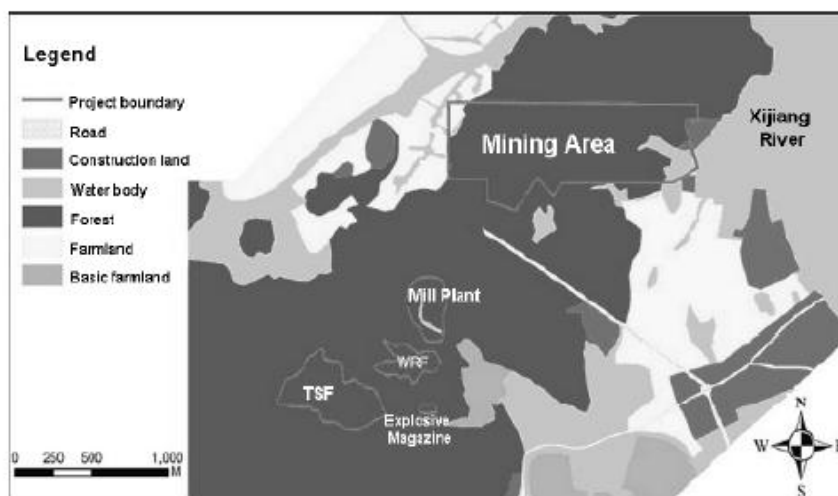 Legend
Project boundary
Road
Construction land
Water body
Forest
Farmland
Basic farmland
Mining Area
Xijiang
River
Mill Plant
WRF
TSF
Explosive
Magazine
0 250 500 1,000
M
N
W E
S